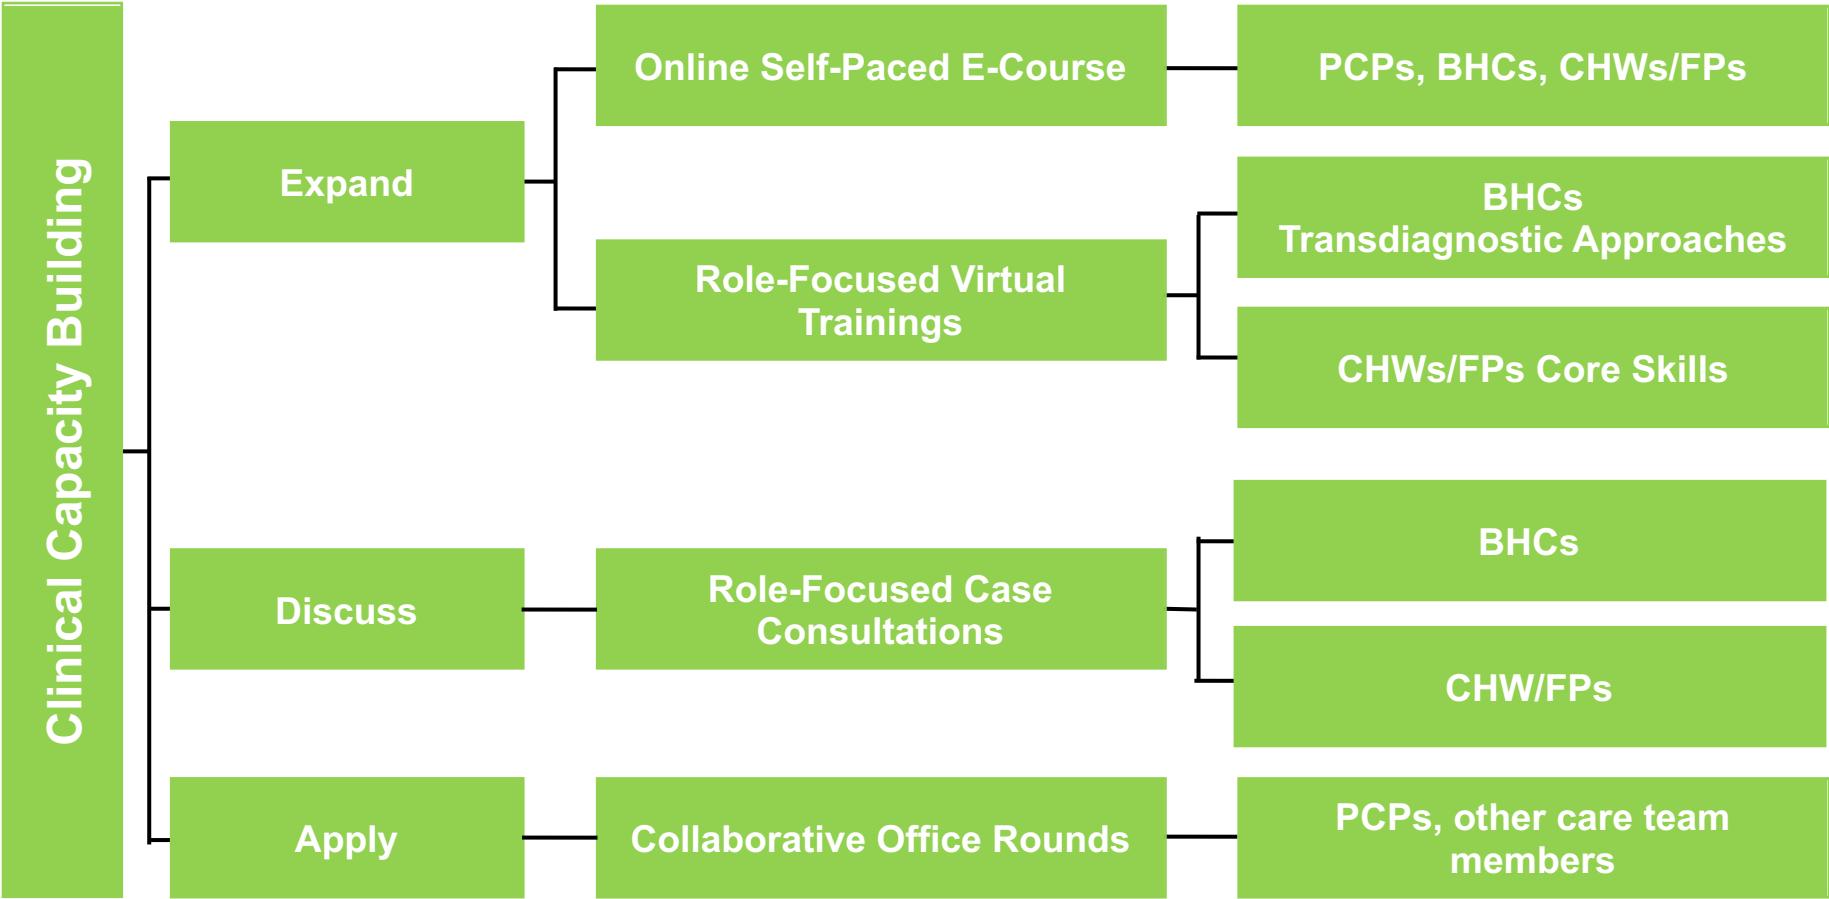 Clinical Capacity Building
Expand
Online Self-Paced E-Course
PCPs, BHCs, CHWs/FPs
Role-Focused Virtual
Trainings
BHCs
Transdiagnostic Approaches
CHWs/FPs Core Skills
Discuss
Role-Focused Case
Consultations
BHCs
CHW/FPs
Apply
Collaborative Office Rounds
PCPs, other care team
members